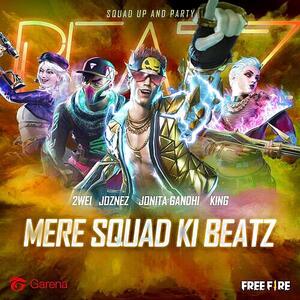 SQUAD UP AND PARTY
BEATZ
2WEI JOZNEZ JONITA GANDHI KING
MERE SQUAD KI BEATZ
Garena
FREE FIRE